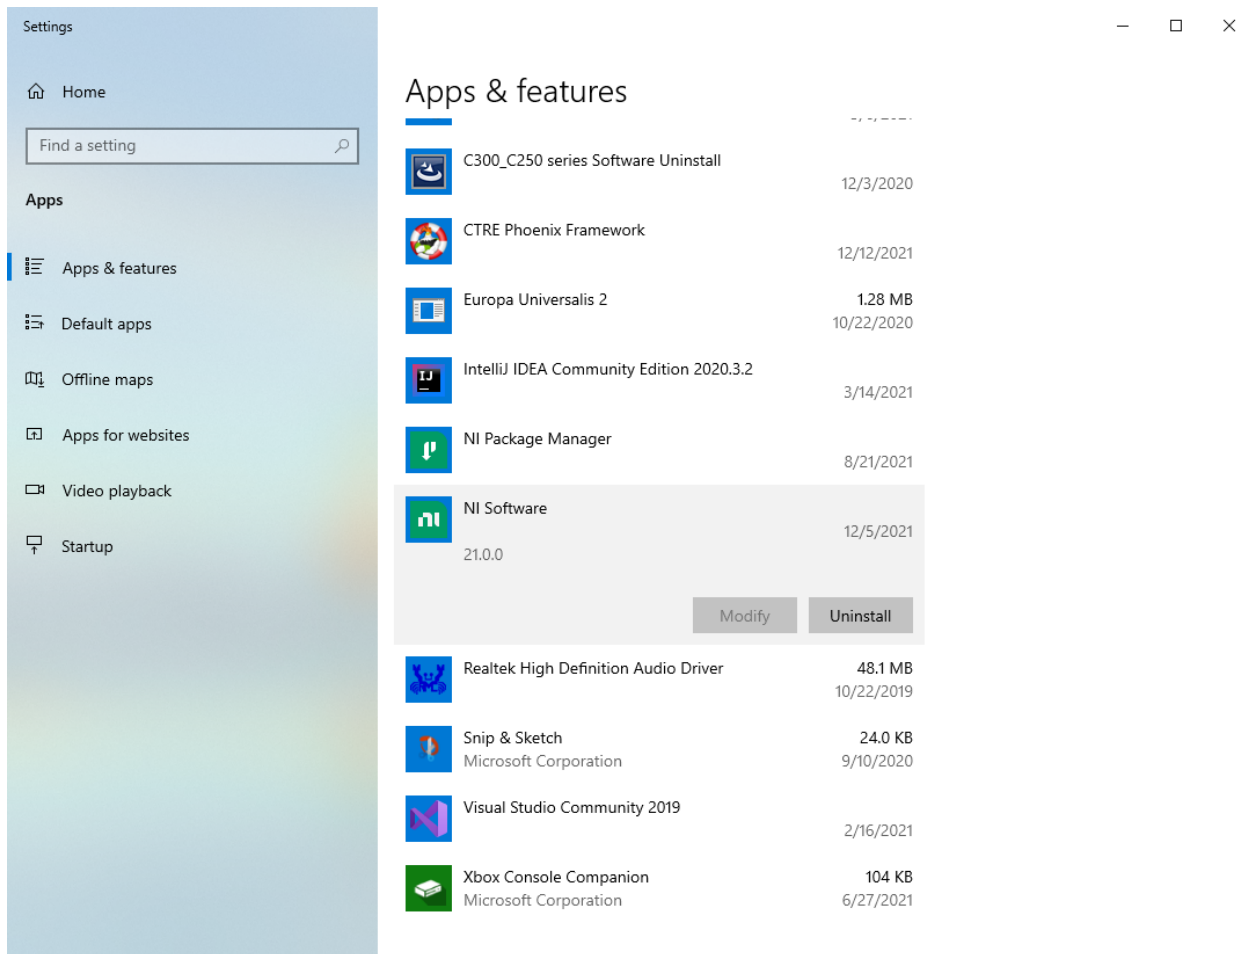 Settings
Home
Find a setting
Apps
Apps & features
Default apps
Offline maps
Apps for websites
Video playback
Startup
Apps & features
C300_C250 series Software Uninstall
12/3/2020
CTRE Phoenix Framework
12/12/2021
Europa Universalis 2 1.28 MB
10/22/2020
IntelliJ IDEA Community Edition 2020.3.2
3/14/2021
NI Package Manager
8/21/2021
NI Software
12/5/2021
21.0.0
Modify Uninstall
Realtek High Definition Audio Driver 48.1 MB
10/22/2019
Snip & Sketch 24.0 KB
Microsoft Corporation 9/10/2020
Visual Studio Community 2019
2/16/2021
Xbox Console Companion 104 KB
Microsoft Corporation 6/27/2021